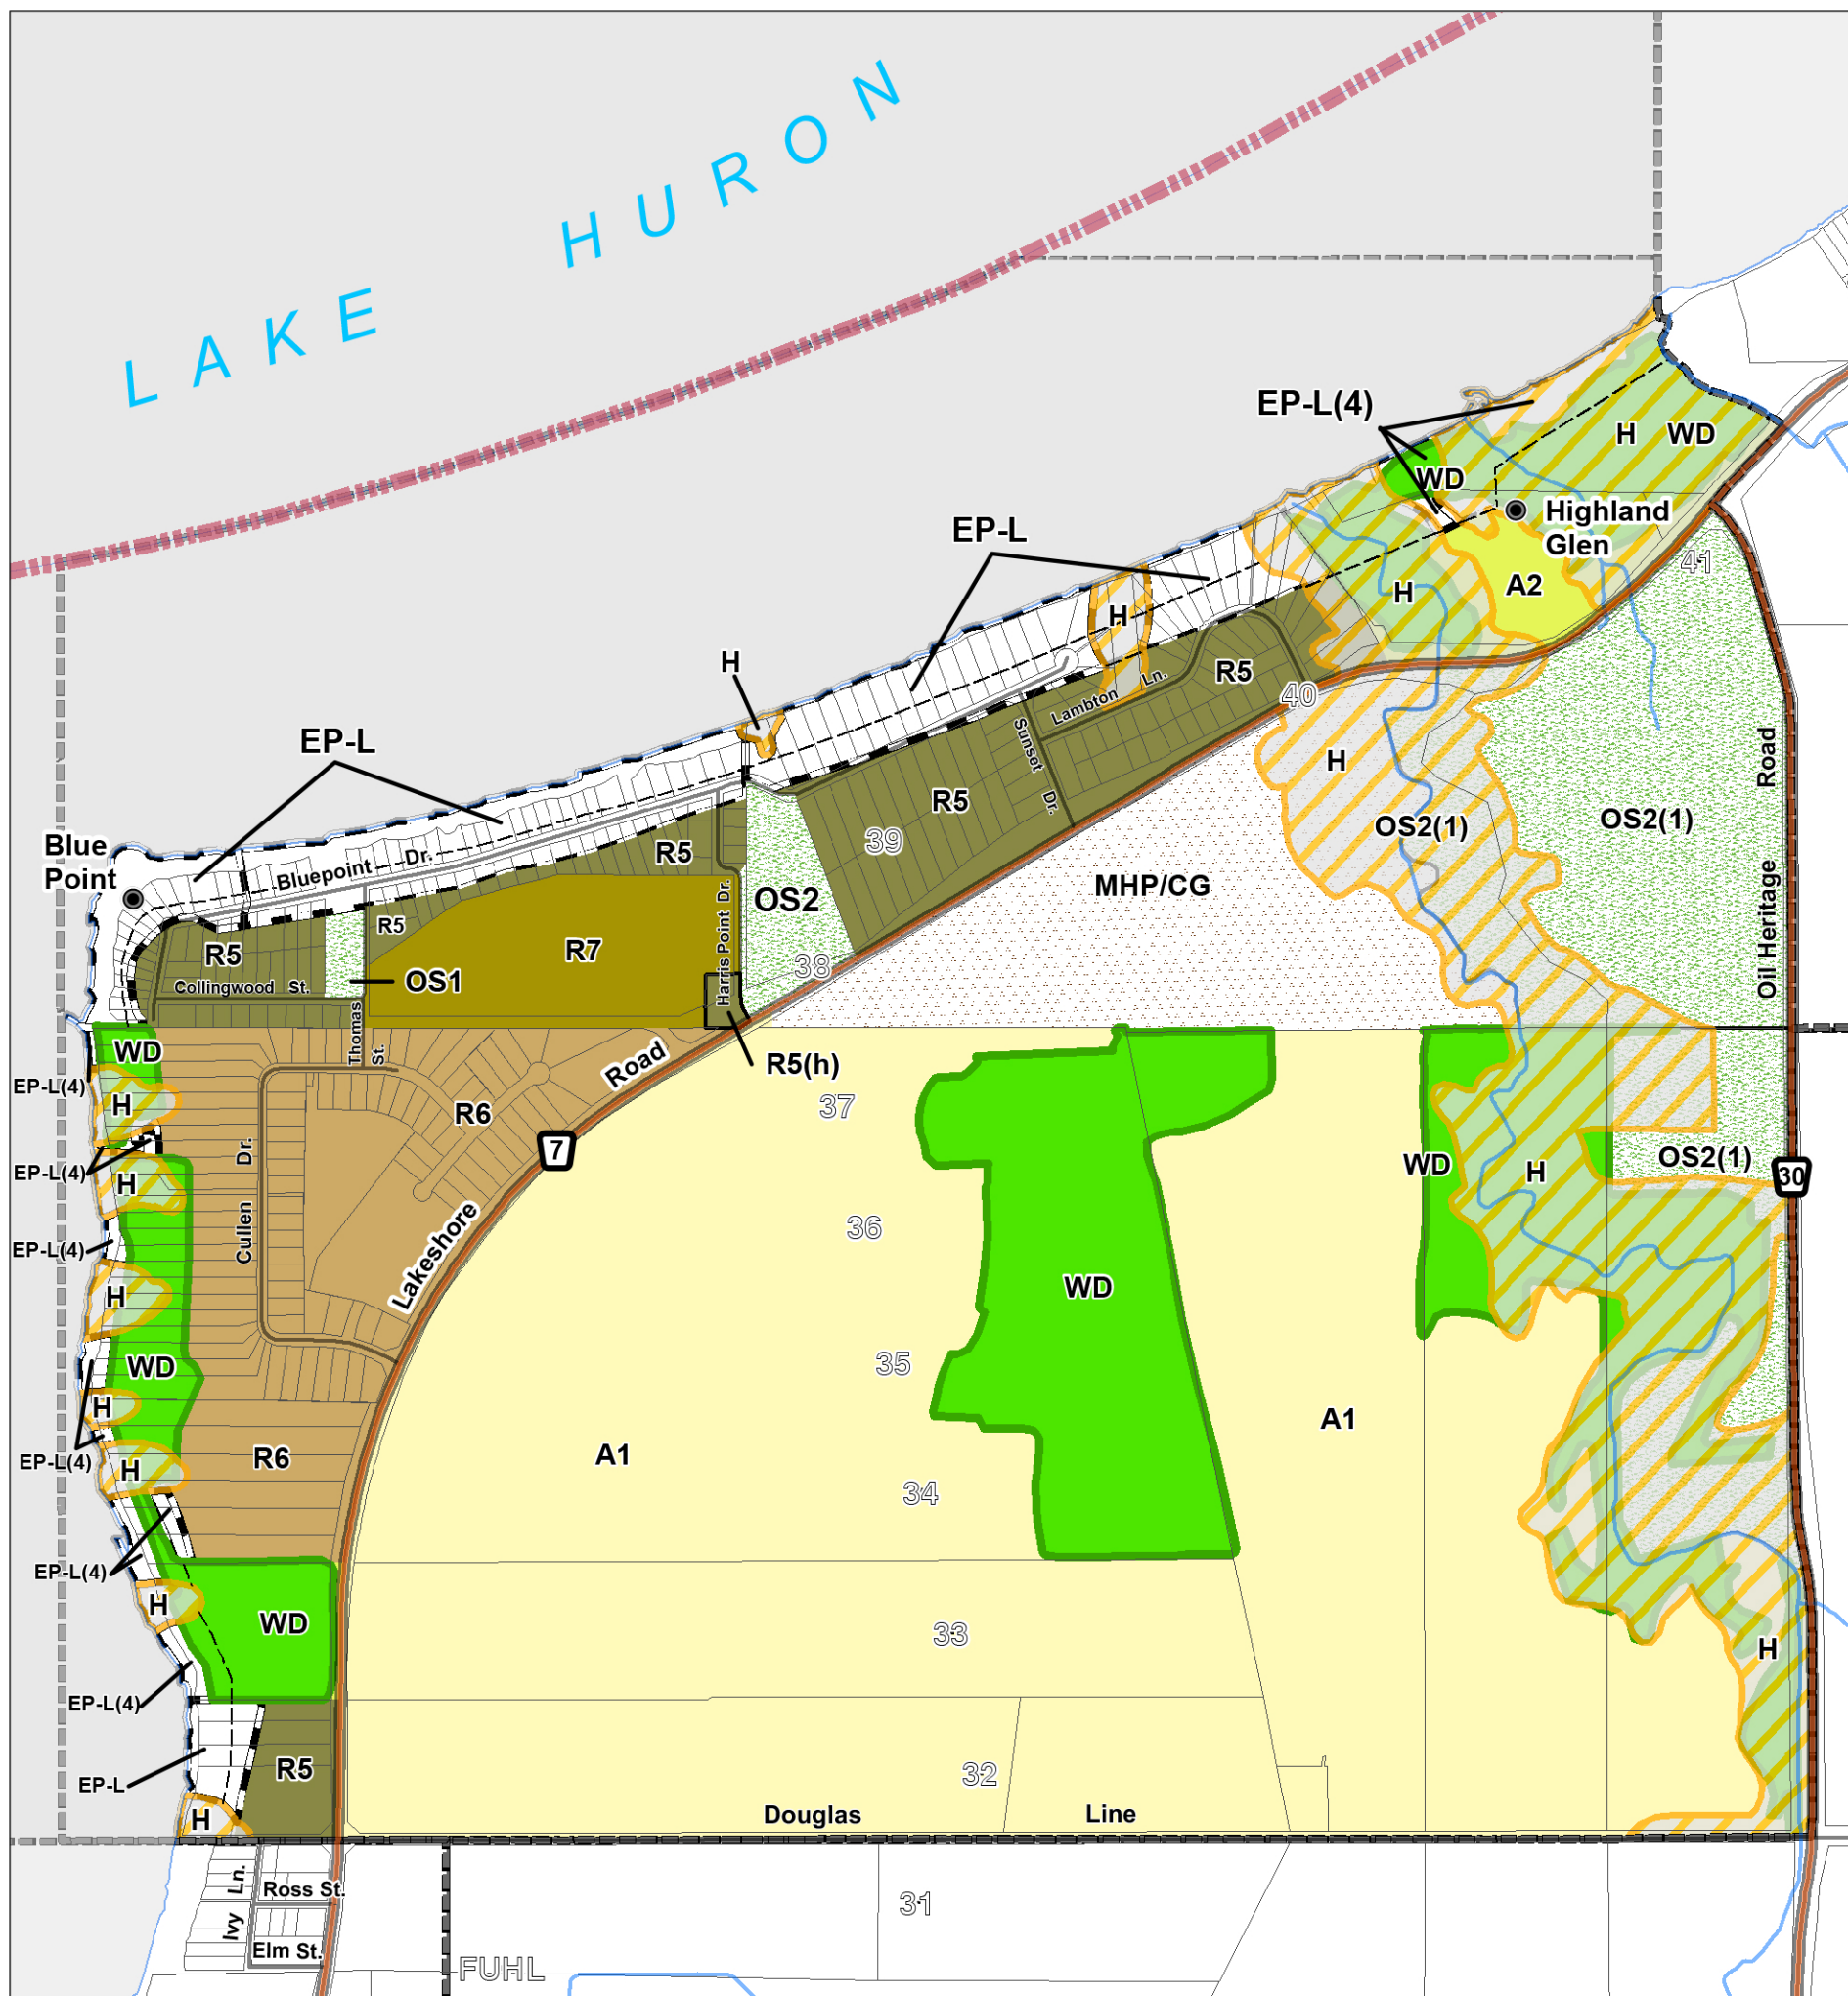 LAKE HURON
EP-L(4)
H WD
WD
Highland
Glen
EP-L
41
A2
H
H
H
R5
Lambton Ln.
40
EP-L
Sunset Dr.
H
Road
Blue
Point
R5
39
OS2(1)
OS2(1)
Bluepoint Dr.
R5
MHP/CG
Harris Point Dr.
OS2
R5
R5
R7
Oil Heritage
38
OS1
Collingwood St.
Thomas St.
WD
Road
R5(h)
EP-L(4)
H
R6
37
7
WD
H
OS2(1)
30
EP-L(4)
H
Cullen Dr.
36
EP-L(4)
Lakeshore
WD
H
35
WD
H
A1
EP-L(4)
H
R6
A1
34
EP-L(4)
H
WD
33
H
EP-L(4)
R5
32
EP-L
H
Douglas Line
Ivy Ln.
Ross St.
31
Elm St.
FUHL